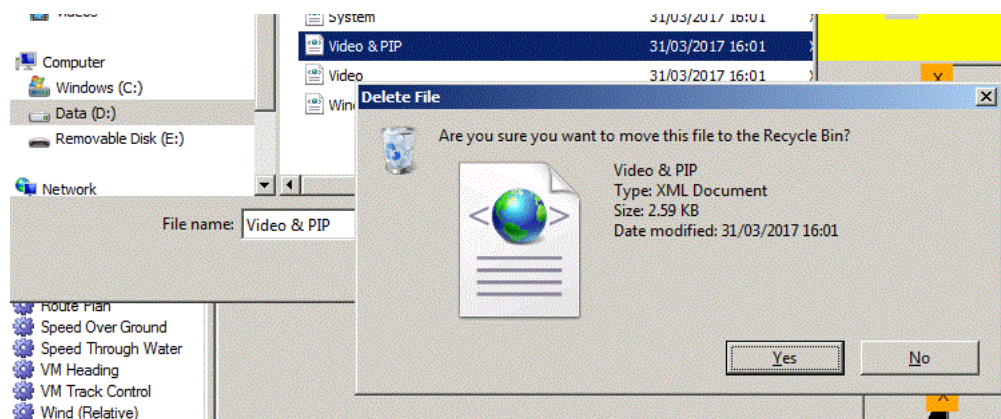 Videos
System 31/03/2017 16:01
Video & PIP 31/03/2017 16:01
Computer
Video 31/03/2017 16:01
X
Windows (C:)
Delete File
Data (D:)
Are you sure you want to move this file to the Recycle Bin?
Removable Disk (E:)
Video & PIP
Type: XML Document
Network
Size: 2.59 KB
File name: Video & PIP
Date modified: 31/03/2017 16:01
Route Plan
Speed Over Ground
Speed Through Water
Yes No
VM Heading
VM Track Control
Wind (Relative)